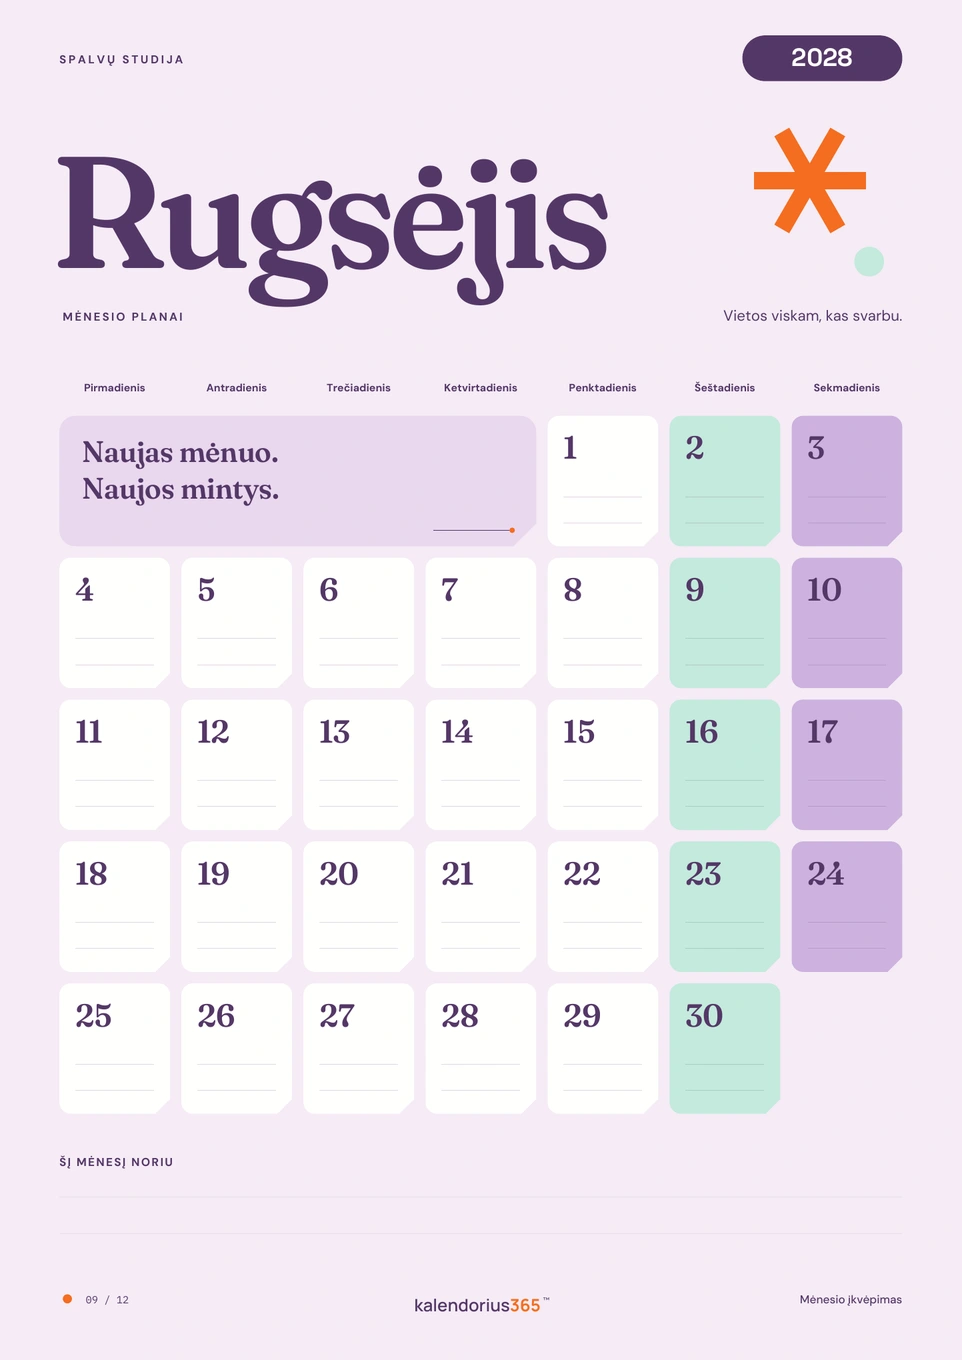 SPALVŲ STUDIJA
2028
Rugsėjis
MĖNESIO PLANAI
Vietos viskam, kas svarbu.
Pirmadienis Antradienis Trečiadienis Ketvirtadienis Penktadienis Šeštadienis Sekmadienis
Naujas mėnuo.
Naujos mintys.
1 2 3
4 5 6 7 8 9 10
11 12 13 14 15 16 17
18 19 20 21 22 23 24
25 26 27 28 29 30
ŠĮ MĖNESĮ NORIU
09 / 12
kalendorius365™
Mėnesio įkvėpimas